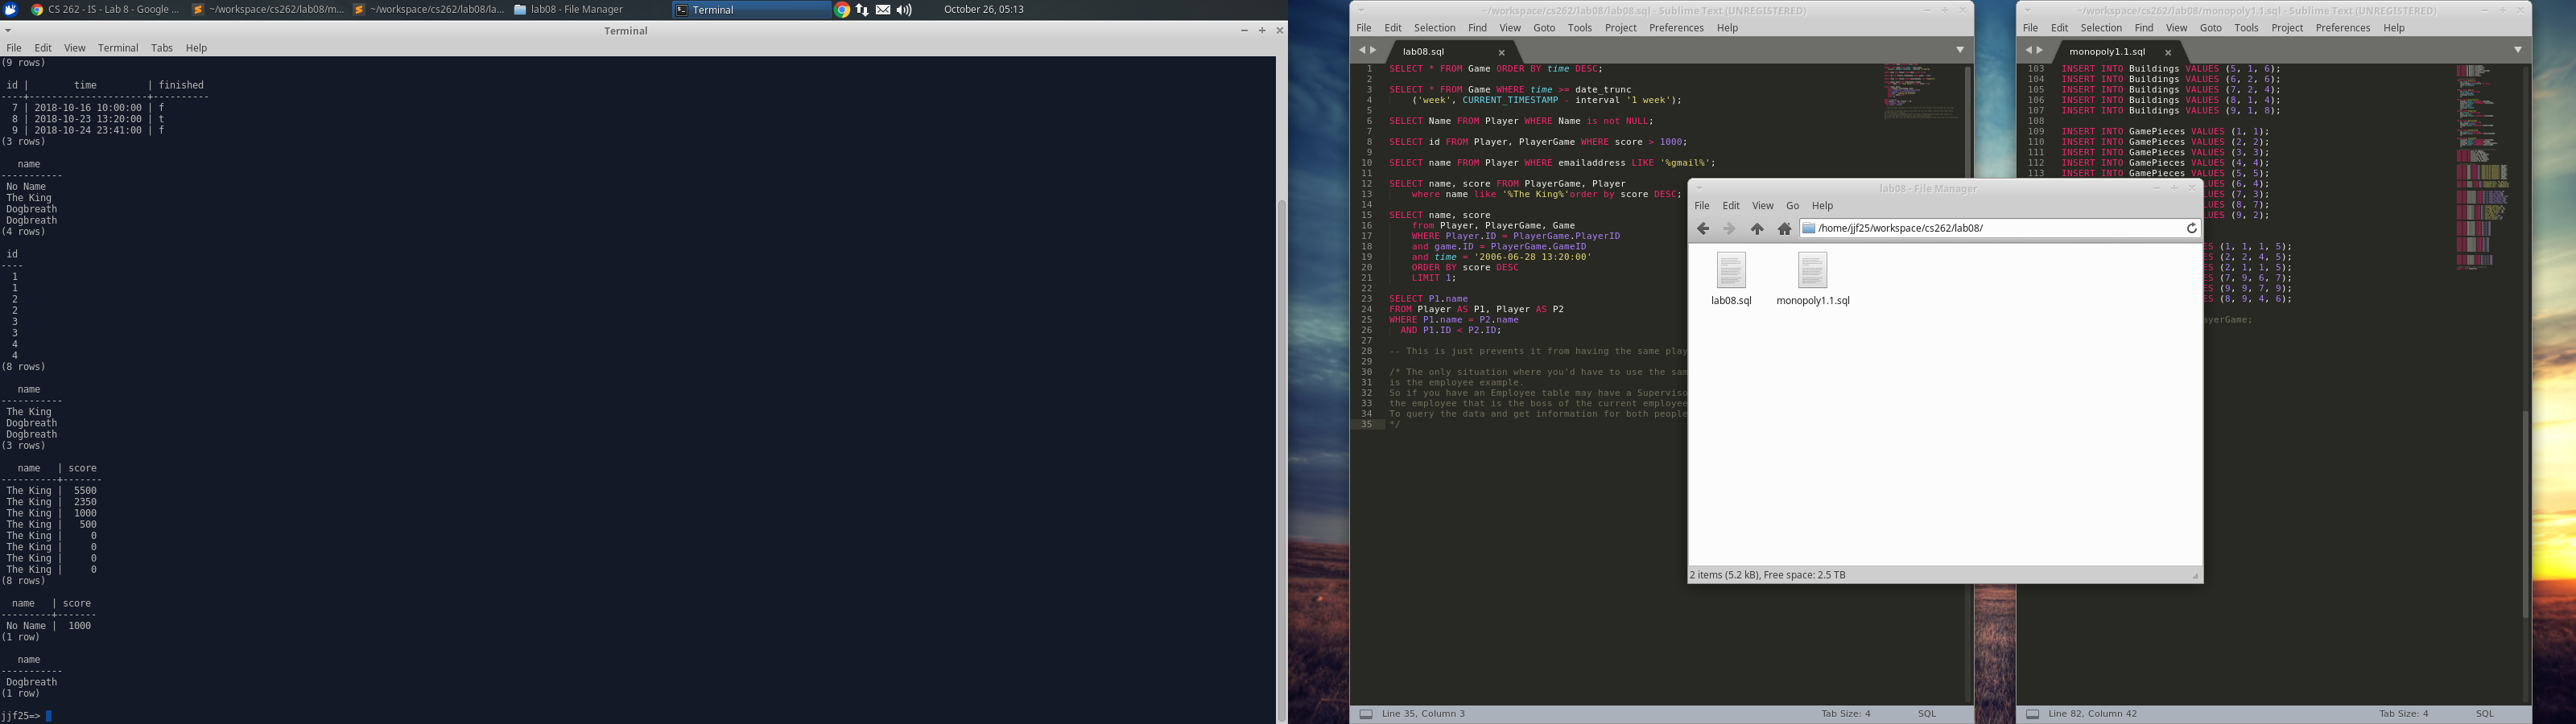 CS 262 - IS - Lab 8 - Google ...
~/workspace/cs262/lab08/m...
~/workspace/cs262/lab08/la...
lab08 - File Manager
Terminal
October 26, 05:13
Terminal
File Edit View Terminal Tabs Help
(9 rows)
id | time | finished
----+---------------------+----------
7 | 2018-10-16 10:00:00 | f
8 | 2018-10-23 13:20:00 | t
9 | 2018-10-24 23:41:00 | f
(3 rows)
name
-----------
No Name
The King
Dogbreath
Dogbreath
(4 rows)
id
----
1
1
2
2
3
3
4
4
(8 rows)
name
-----------
The King
Dogbreath
Dogbreath
(3 rows)
name | score
----------+-------
The King | 5500
The King | 2350
The King | 1000
The King | 500
The King | 0
The King | 0
The King | 0
The King | 0
(8 rows)
name | score
---------+-------
No Name | 1000
(1 row)
name
-----------
Dogbreath
(1 row)
jjf25=>
~/workspace/cs262/lab08/lab08.sql - Sublime Text (UNREGISTERED)
File Edit Selection Find View Goto Tools Project Preferences Help
lab08.sql
1 SELECT * FROM Game ORDER BY time DESC;
2
3 SELECT * FROM Game WHERE time >= date_trunc
4 ('week', CURRENT_TIMESTAMP - interval '1 week');
5
6 SELECT Name FROM Player WHERE Name is not NULL;
7
8 SELECT id FROM Player, PlayerGame WHERE score > 1000;
9
10 SELECT name FROM Player WHERE emailaddress LIKE '%gmail%';
11
12 SELECT name, score FROM PlayerGame, Player
13 where name like '%The King%'order by score DESC;
14
15 SELECT name, score
16 from Player, PlayerGame, Game
17 WHERE Player.ID = PlayerGame.PlayerID
18 and game.ID = PlayerGame.GameID
19 and time = '2006-06-28 13:20:00'
20 ORDER BY score DESC
21 LIMIT 1;
22
23 SELECT P1.name
24 FROM Player AS P1, Player AS P2
25 WHERE P1.name = P2.name
26 AND P1.ID < P2.ID;
27
28 -- This is just prevents it from having the same play
29
30 /* The only situation where you'd have to use the sam
31 is the employee example.
32 So if you have an Employee table may have a Superviso
33 the employee that is the boss of the current employee
34 To query the data and get information for both people
35 */
Line 35, Column 3
Tab Size: 4
SQL
lab08 - File Manager
File Edit View Go Help
/home/jjf25/workspace/cs262/lab08/
lab08.sql
monopoly1.1.sql
2 items (5.2 kB), Free space: 2.5 TB
~/workspace/cs262/lab08/monopoly1.1.sql - Sublime Text (UNREGISTERED)
File Edit Selection Find View Goto Tools Project Preferences Help
monopoly1.1.sql
103 INSERT INTO Buildings VALUES (5, 1, 6);
104 INSERT INTO Buildings VALUES (6, 2, 6);
105 INSERT INTO Buildings VALUES (7, 2, 4);
106 INSERT INTO Buildings VALUES (8, 1, 4);
107 INSERT INTO Buildings VALUES (9, 1, 8);
108
109 INSERT INTO GamePieces VALUES (1, 1);
110 INSERT INTO GamePieces VALUES (2, 2);
111 INSERT INTO GamePieces VALUES (3, 3);
112 INSERT INTO GamePieces VALUES (4, 4);
113 INSERT INTO GamePieces VALUES (5, 5);
LUES (6, 4);
LUES (7, 3);
LUES (8, 7);
LUES (9, 2);
ES (1, 1, 1, 5);
ES (2, 2, 4, 5);
ES (2, 1, 1, 5);
ES (7, 9, 6, 7);
ES (9, 9, 7, 9);
ES (8, 9, 4, 6);
ayerGame;
Line 82, Column 42
Tab Size: 4
SQL